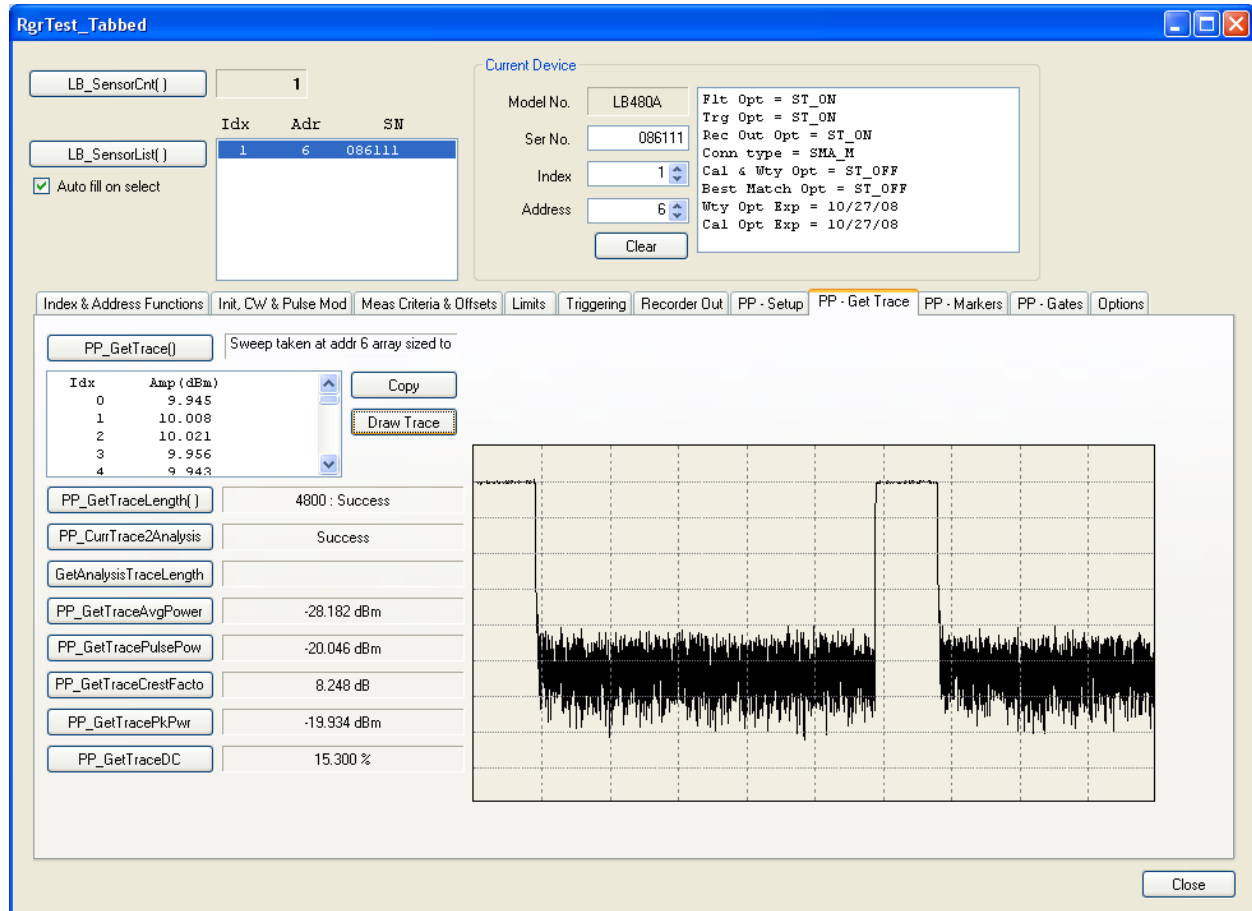 RgrTest_Tabbed
LB_SensorCnt( )
1
Idx Adr SN
LB_SensorList( )
1 6 086111
Auto fill on select
Current Device
Model No. LB480A
Ser No. 086111
Index 1
Address 6
Clear
Flt Opt = ST_ON
Trg Opt = ST_ON
Rec Out Opt = ST_ON
Conn type = SMA_M
Cal & Wty Opt = ST_OFF
Best Match Opt = ST_OFF
Wty Opt Exp = 10/27/08
Cal Opt Exp = 10/27/08
Index & Address Functions Init, CW & Pulse Mod Meas Criteria & Offsets Limits Triggering Recorder Out PP - Setup PP - Get Trace PP - Markers PP - Gates Options
PP_GetTrace() Sweep taken at addr 6 array sized to
Idx Amp(dBm)
0 9.945
1 10.008
2 10.021
3 9.956
4 9.943
Copy
Draw Trace
PP_GetTraceLength( ) 4800 : Success
PP_CurrTrace2Analysis Success
GetAnalysisTraceLength
PP_GetTraceAvgPower -28.182 dBm
PP_GetTracePulsePow -20.046 dBm
PP_GetTraceCrestFacto 8.248 dB
PP_GetTracePkPwr -19.934 dBm
PP_GetTraceDC 15.300 %
Close